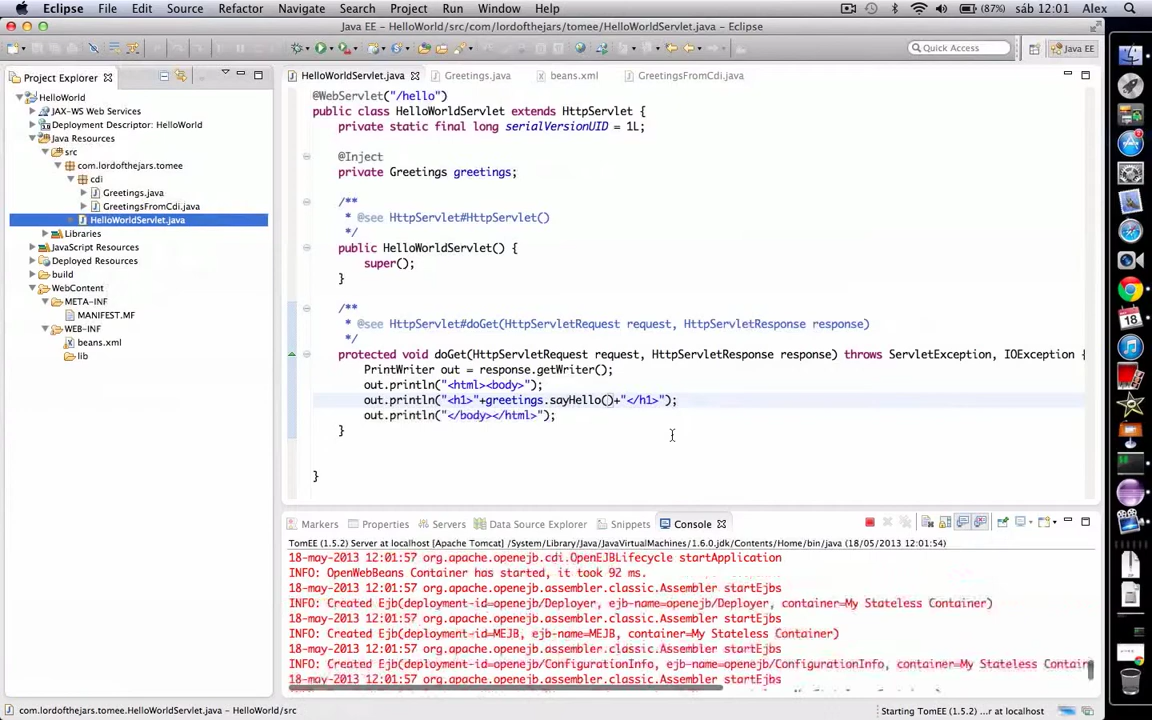 Eclipse File Edit Source Refactor Navigate Search Project Run Window Help (87%) sáb 12:01 Alex
Java EE - HelloWorld/src/com/lordofthejars/tomee/HelloWorldServlet.java - Eclipse
Quick Access Java EE
Project Explorer
HelloWorld
JAX-WS Web Services
Deployment Descriptor: HelloWorld
Java Resources
src
com.lordofthejars.tomee
cdi
Greetings.java
GreetingsFromCdi.java
HelloWorldServlet.java
Libraries
JavaScript Resources
Deployed Resources
build
WebContent
META-INF
MANIFEST.MF
WEB-INF
beans.xml
lib
HelloWorldServlet.java Greetings.java beans.xml GreetingsFromCdi.java
@WebServlet("/hello")
public class HelloWorldServlet extends HttpServlet {
private static final long serialVersionUID = 1L;
@Inject
private Greetings greetings;
/**
* @see HttpServlet#HttpServlet()
*/
public HelloWorldServlet() {
super();
}
/**
* @see HttpServlet#doGet(HttpServletRequest request, HttpServletResponse response)
*/
protected void doGet(HttpServletRequest request, HttpServletResponse response) throws ServletException, IOException {
PrintWriter out = response.getWriter();
out.println("<html><body>");
out.println("<h1>"+greetings.sayHello()+"</h1>");
out.println("</body></html>");
}
}
Markers Properties Servers Data Source Explorer Snippets Console
TomEE (1.5.2) Server at localhost [Apache Tomcat] /System/Library/Java/JavaVirtualMachines/1.6.0.jdk/Contents/Home/bin/java (18/05/2013 12:01:54)
18-may-2013 12:01:57 org.apache.openejb.cdi.OpenEJBLifecycle startApplication
INFO: OpenWebBeans Container has started, it took 92 ms.
18-may-2013 12:01:57 org.apache.openejb.assembler.classic.Assembler startEjbs
INFO: Created Ejb(deployment-id=openejb/Deployer, ejb-name=openejb/Deployer, container=My Stateless Container)
18-may-2013 12:01:57 org.apache.openejb.assembler.classic.Assembler startEjbs
INFO: Created Ejb(deployment-id=MEJB, ejb-name=MEJB, container=My Stateless Container)
18-may-2013 12:01:57 org.apache.openejb.assembler.classic.Assembler startEjbs
INFO: Created Ejb(deployment-id=openejb/ConfigurationInfo, ejb-name=openejb/ConfigurationInfo, container=My Stateless Contain
18-may-2013 12:01:57 org.apache.openejb.assembler.classic.Assembler startEjbs
com.lordofthejars.tomee.HelloWorldServlet.java - HelloWorld/src
Starting TomEE (1.5.2) ...r at localhost
18